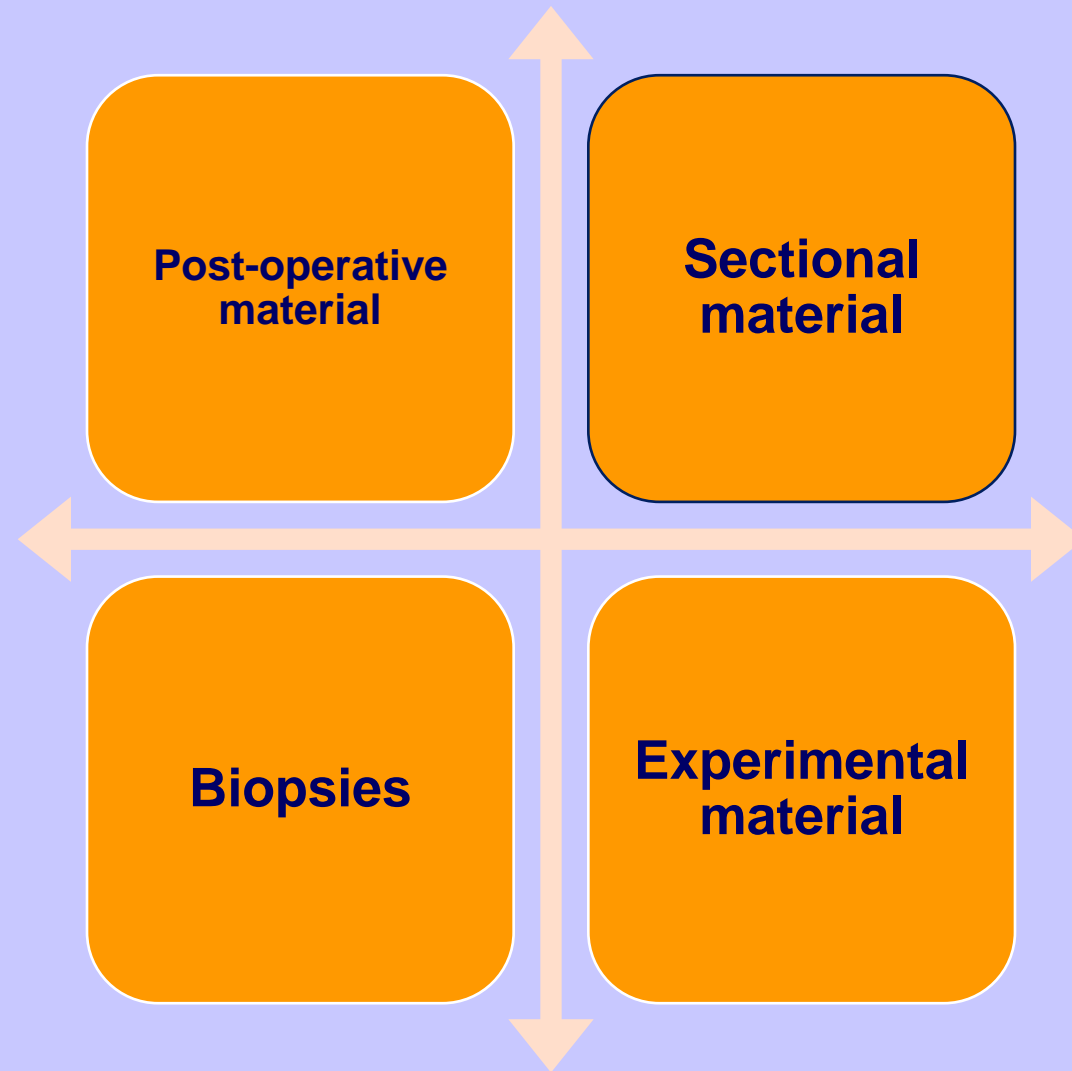 Post-operative
material
Sectional
material
Biopsies
Experimental
material